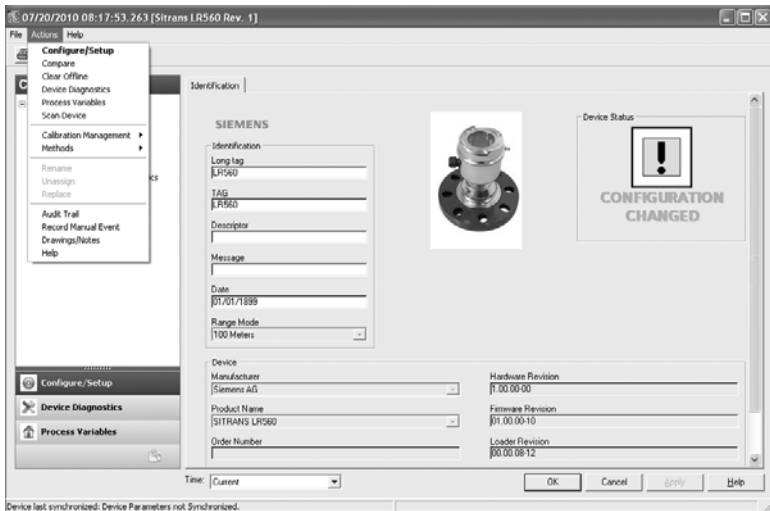 07/20/2010 08:17:53.263 [Sitrans LR560 Rev. 1]
File Actions Help
Configure/Setup
Compare
Clear Offline
Device Diagnostics
Process Variables
Scan Device
Calibration Management
Methods
Rename
Unassign
Replace
Audit Trail
Record Manual Event
Drawings/Notes
Help
C
cs
Configure/Setup
Device Diagnostics
Process Variables
Identification
SIEMENS
Identification
Long tag
LR560
TAG
LR560
Descriptor
Message
Date
01/01/1899
Range Mode
100 Meters
Device Status
!
CONFIGURATION
CHANGED
Device
Manufacturer
Siemens AG
Product Name
SITRANS LR560
Order Number
Hardware Revision
1.00.00-00
Firmware Revision
01.00.00-10
Loader Revision
00.00.08-12
Time: Current
OK Cancel Apply Help
Device last synchronized: Device Parameters not Synchronized.